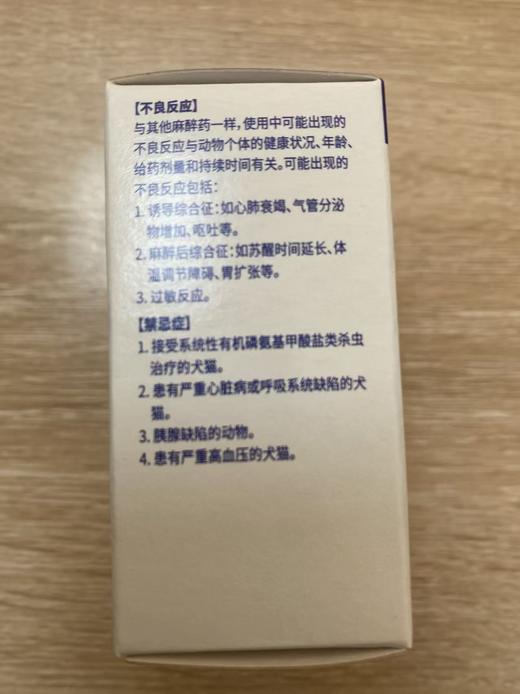 【不良反应】
与其他麻醉药一样，使用中可能出现的
不良反应与动物个体的健康状况、年龄、
给药剂量和持续时间有关。可能出现的
不良反应包括：
1. 诱导综合征：如心肺衰竭、气管分泌
物增加、呕吐等。
2. 麻醉后综合征：如苏醒时间延长、体
温调节障碍、胃扩张等。
3. 过敏反应。
【禁忌症】
1. 接受系统性有机磷氨基甲酸盐类杀虫
治疗的犬猫。
2. 患有严重心脏病或呼吸系统缺陷的犬
猫。
3. 胰腺缺陷的动物。
4. 患有严重高血压的犬猫。